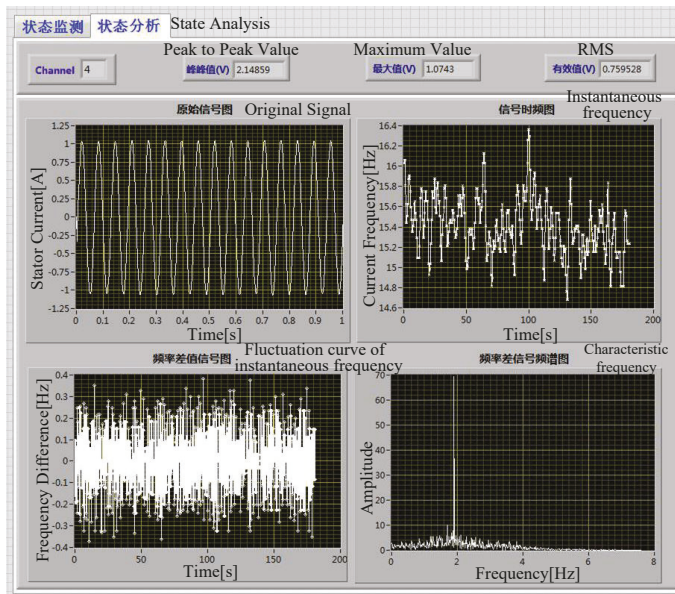 状态监测 状态分析 State Analysis
Peak to Peak Value Maximum Value RMS
Channel 4 峰峰值(V) 2.14859 最大值(V) 1.0743 有效值(V) 0.759528
原始信号图 Original Signal
1.25
1
0.75
0.5
0.25
0
-0.25
-0.5
-0.75
-1
-1.25
Stator Current[A]
0 0.1 0.2 0.3 0.4 0.5 0.6 0.7 0.8 0.9 1
Time[s]
信号时频图 Instantaneous
frequency
16.4
16.2
16
15.8
15.6
15.4
15.2
15
14.8
14.6
Current Frequency[Hz]
0 50 100 150 200
Time[s]
频率差值信号图 Fluctuation curve of
instantaneous frequency
0.4
0.3
0.2
0.1
0
-0.1
-0.2
-0.3
-0.4
Frequency Difference[Hz]
0 50 100 150 200
Time[s]
频率差信号频谱图 Characteristic
frequency
70
60
50
40
30
20
10
0
Amplitude
0 2 4 6 8
Frequency[Hz]